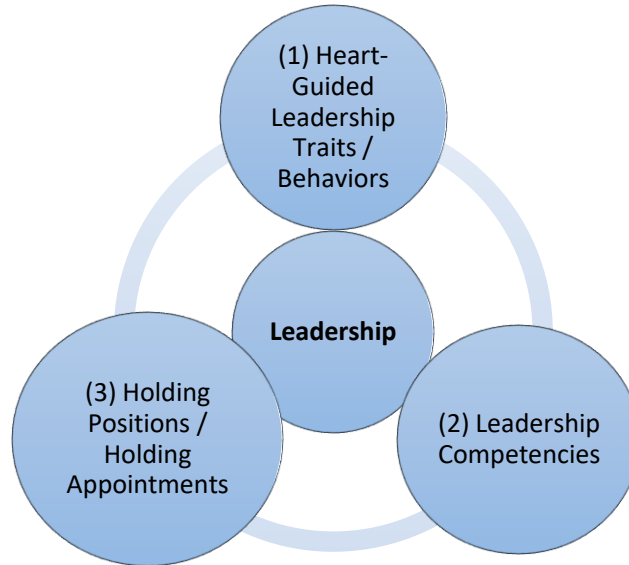 (1) Heart-
Guided
Leadership
Traits /
Behaviors
Leadership
(3) Holding
Positions /
Holding
Appointments
(2) Leadership
Competencies